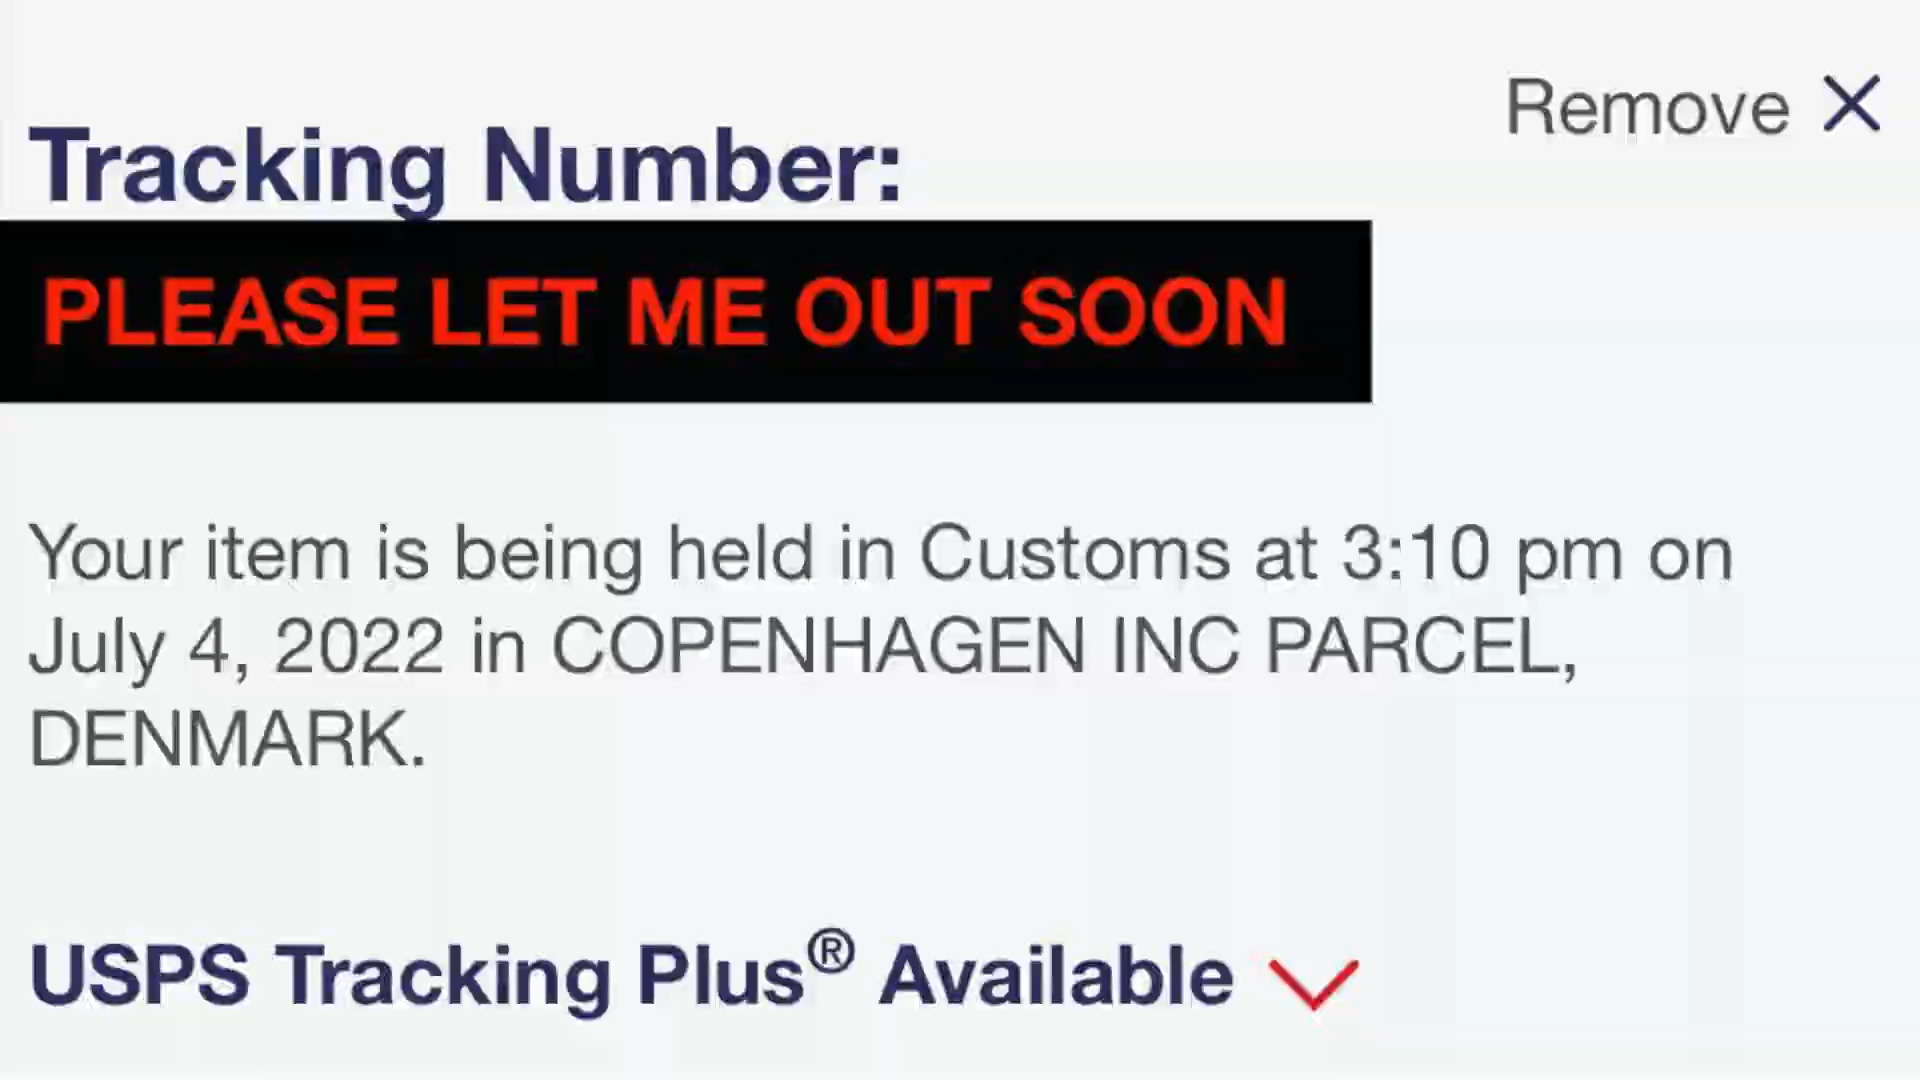 Remove X
Tracking Number:
PLEASE LET ME OUT SOON
Your item is being held in Customs at 3:10 pm on
July 4, 2022 in COPENHAGEN INC PARCEL,
DENMARK.
USPS Tracking Plus® Available